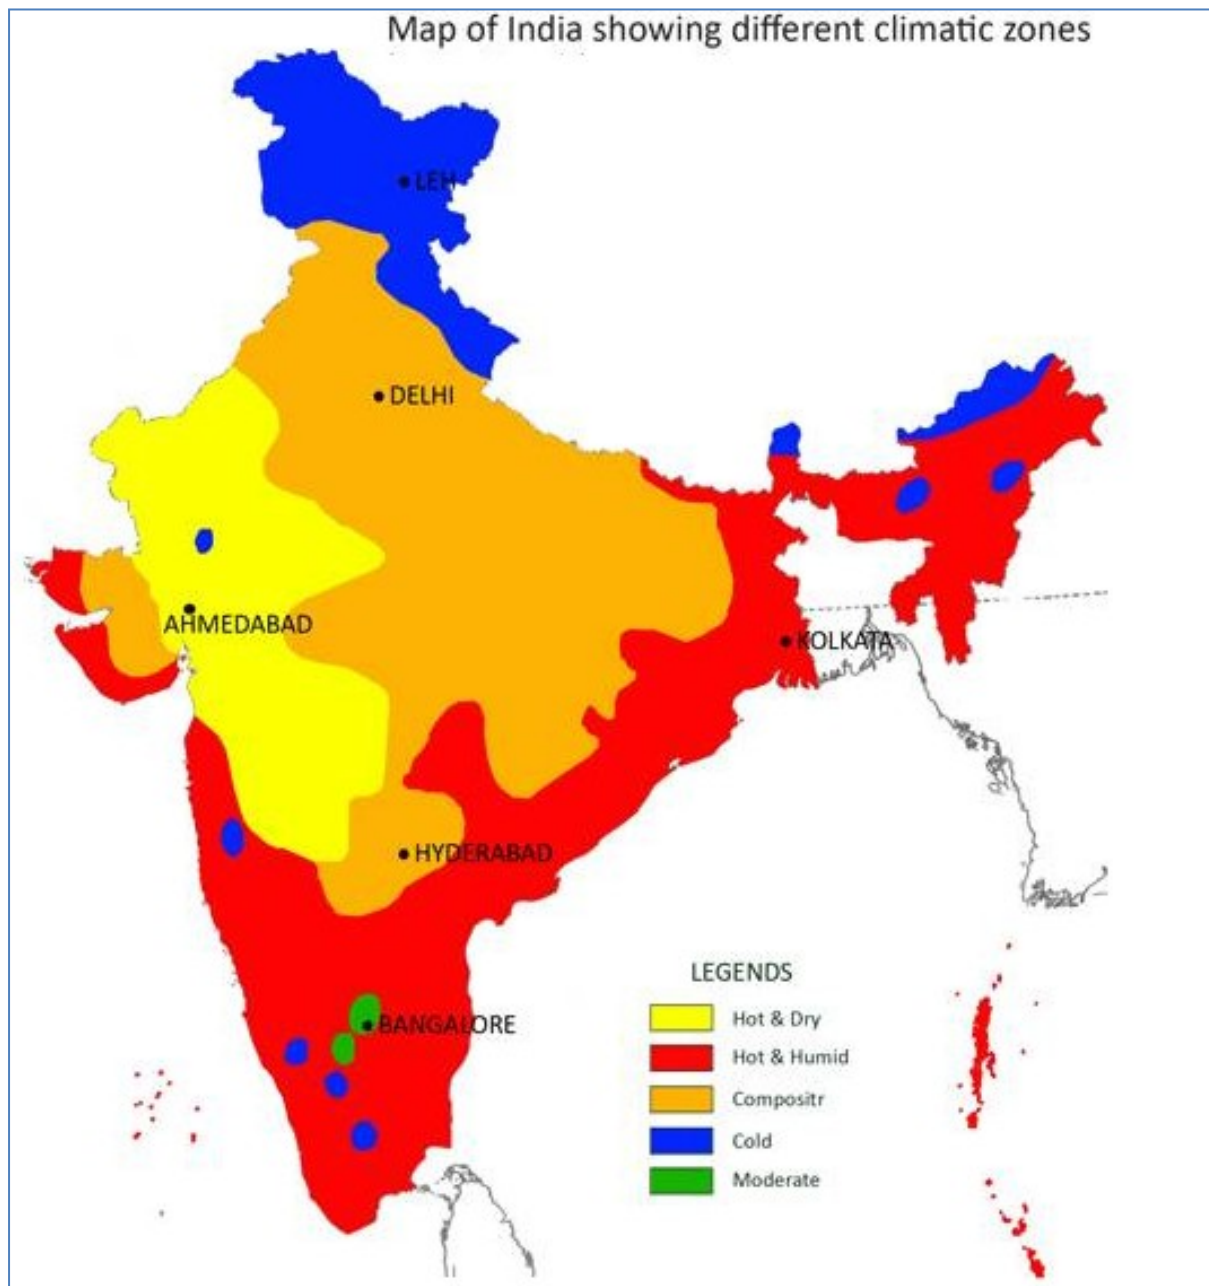 Map of India showing different climatic zones
LEH
DELHI
AHMEDABAD
KOLKATA
HYDERABAD
BANGALORE
LEGENDS
Hot & Dry
Hot & Humid
Compositr
Cold
Moderate